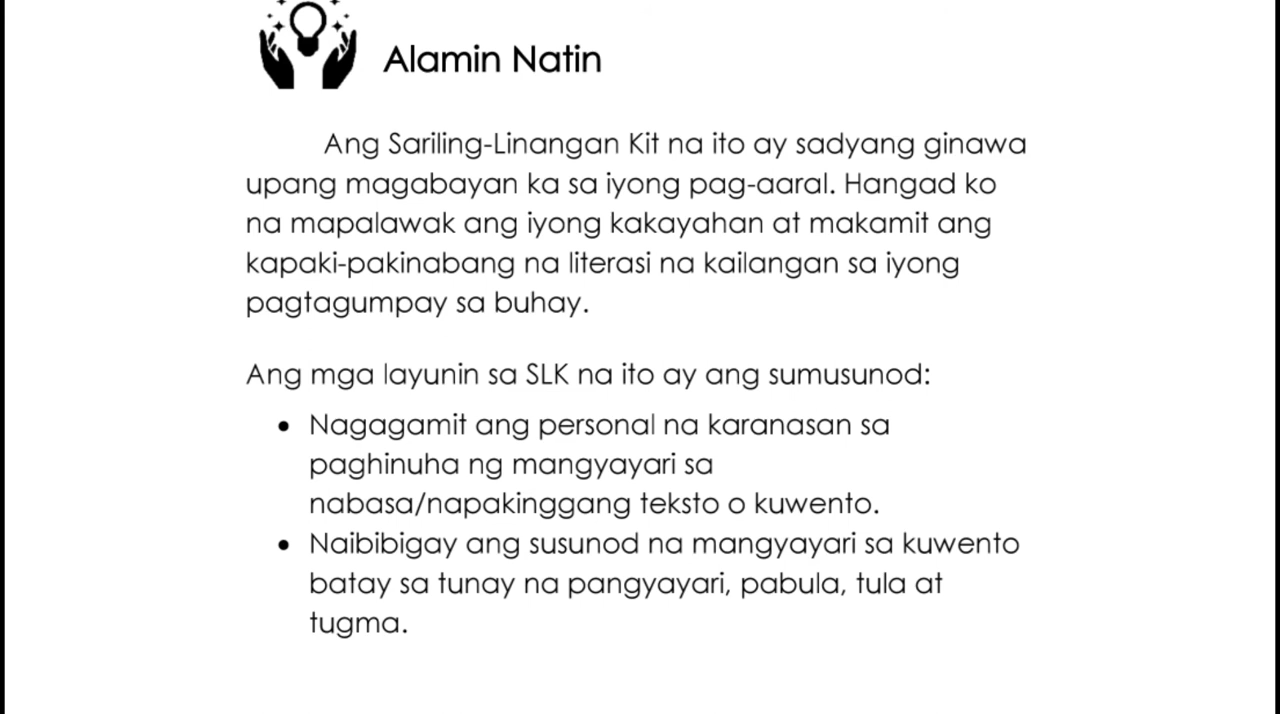 Alamin Natin
Ang Sariling-Linangan Kit na ito ay sadyang ginawa
upang magabayan ka sa iyong pag-aaral. Hangad ko
na mapalawak ang iyong kakayahan at makamit ang
kapaki-pakinabang na literasi na kailangan sa iyong
pagtagumpay sa buhay.
Ang mga layunin sa SLK na ito ay ang sumusunod:
• Nagagamit ang personal na karanasan sa
paghinuha ng mangyayari sa
nabasa/napakinggang teksto o kuwento.
• Naibibigay ang susunod na mangyayari sa kuwento
batay sa tunay na pangyayari, pabula, tula at
tugma.